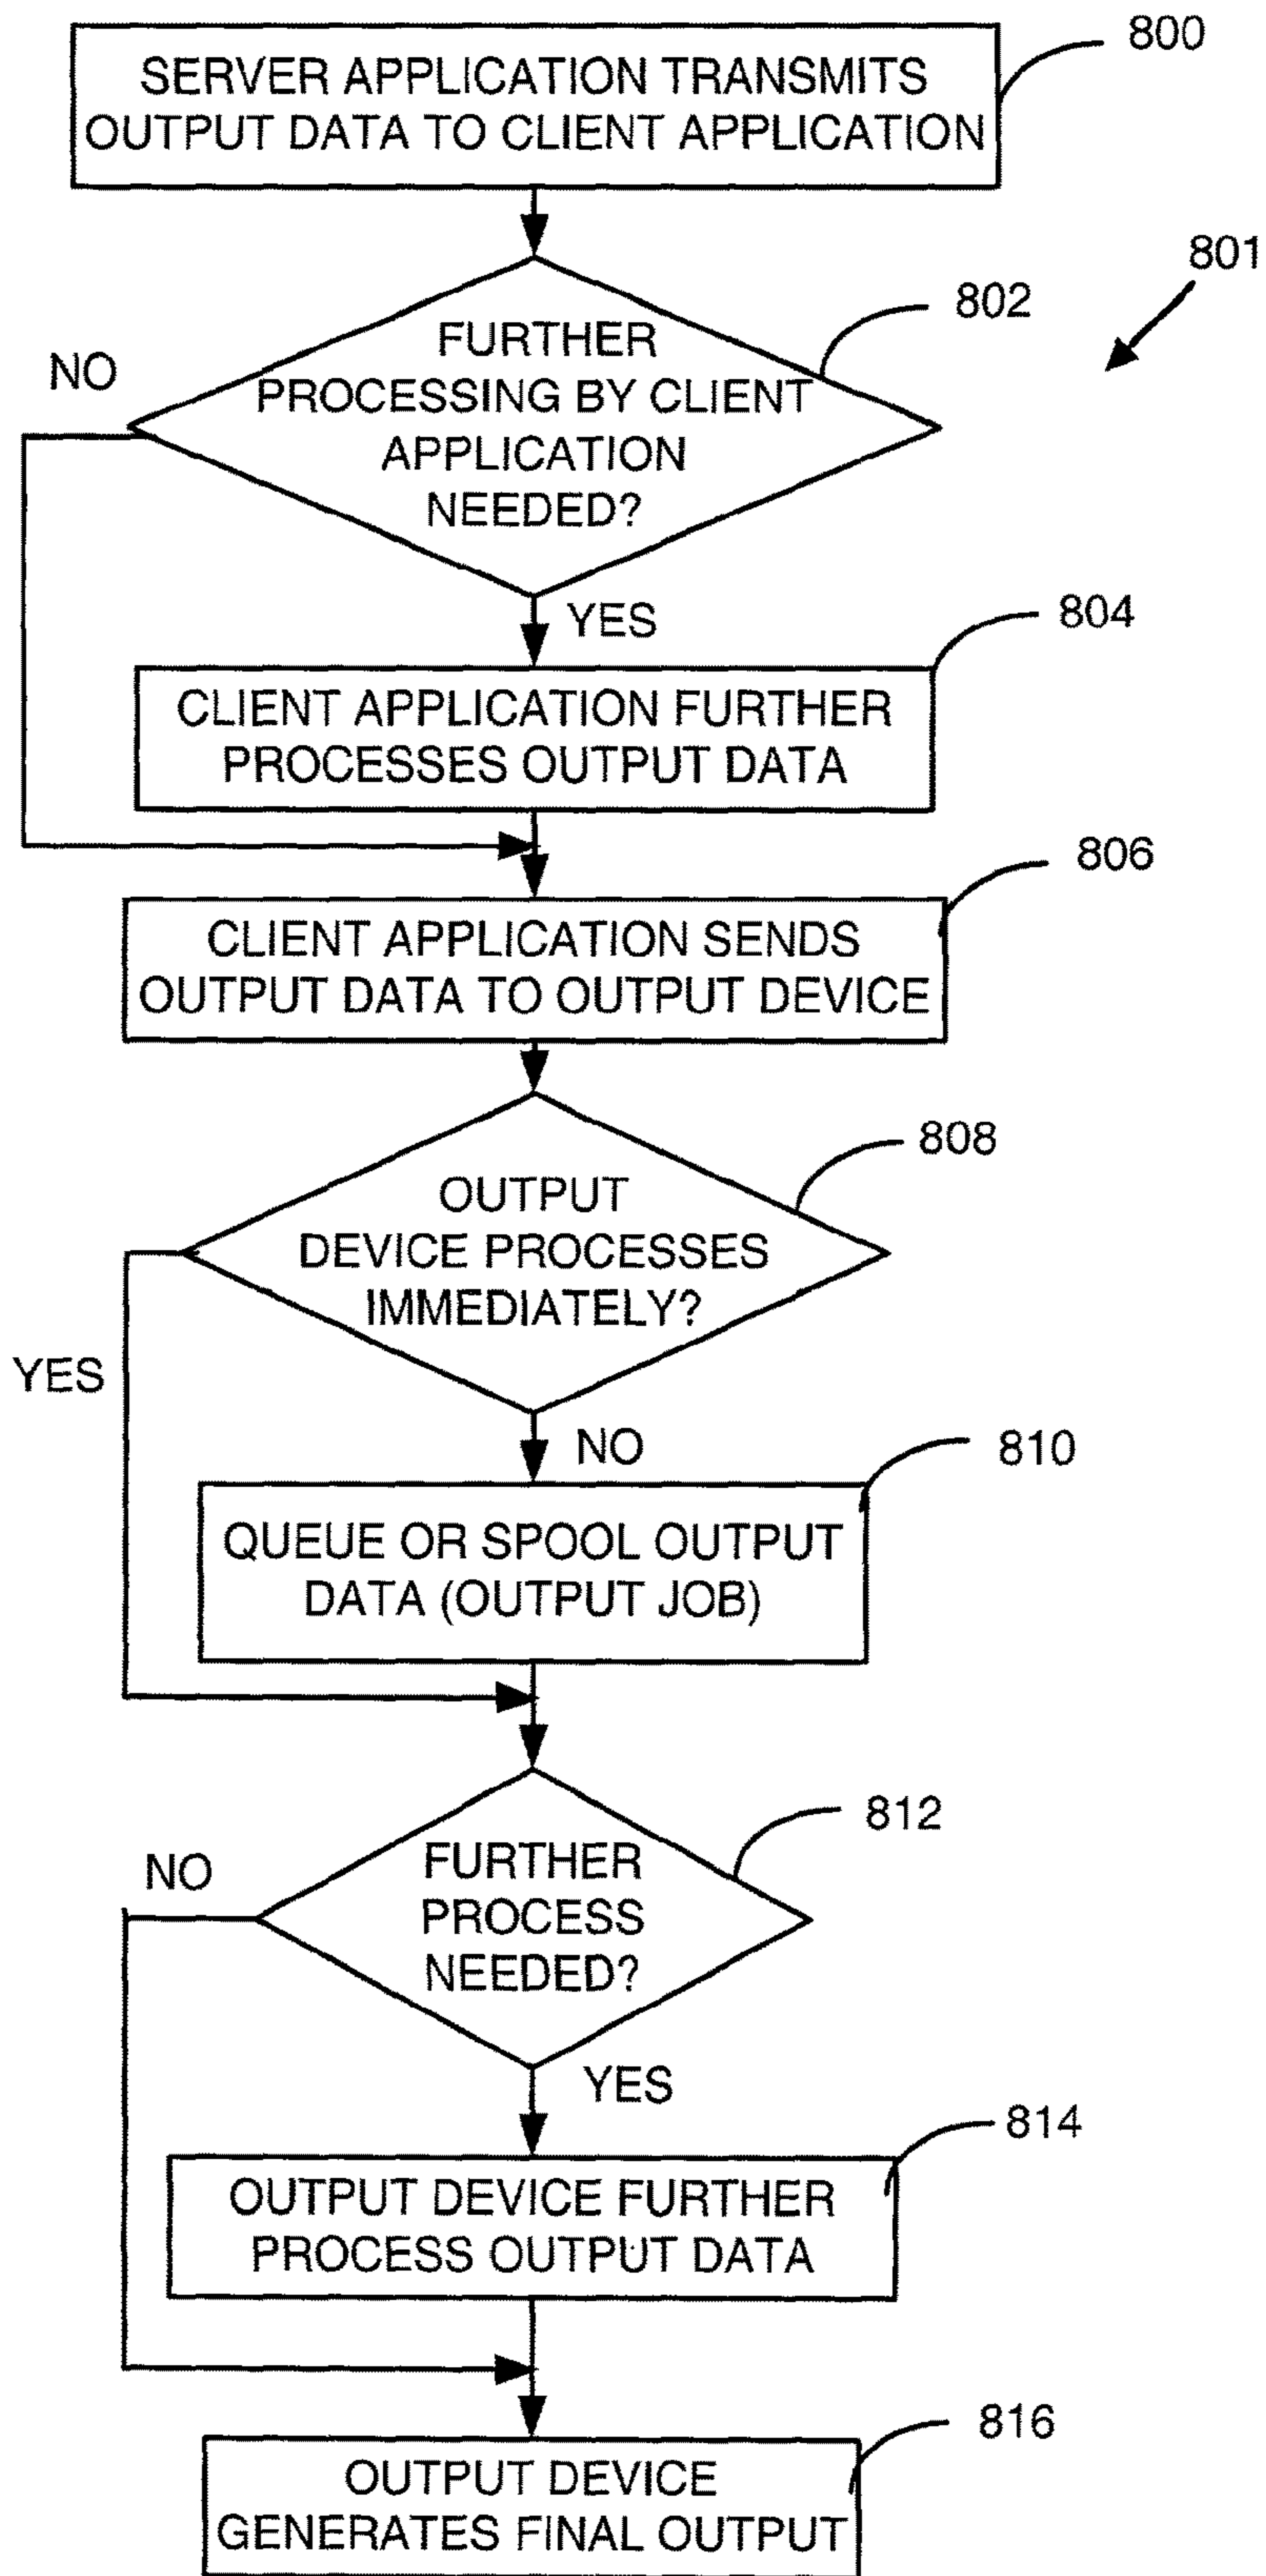 800
SERVER APPLICATION TRANSMITS
OUTPUT DATA TO CLIENT APPLICATION
801
802
NO
FURTHER
PROCESSING BY CLIENT
APPLICATION
NEEDED?
YES
804
CLIENT APPLICATION FURTHER
PROCESSES OUTPUT DATA
806
CLIENT APPLICATION SENDS
OUTPUT DATA TO OUTPUT DEVICE
808
OUTPUT
DEVICE PROCESSES
IMMEDIATELY?
YES
NO
810
QUEUE OR SPOOL OUTPUT
DATA (OUTPUT JOB)
812
NO
FURTHER
PROCESS
NEEDED?
YES
814
OUTPUT DEVICE FURTHER
PROCESS OUTPUT DATA
816
OUTPUT DEVICE
GENERATES FINAL OUTPUT